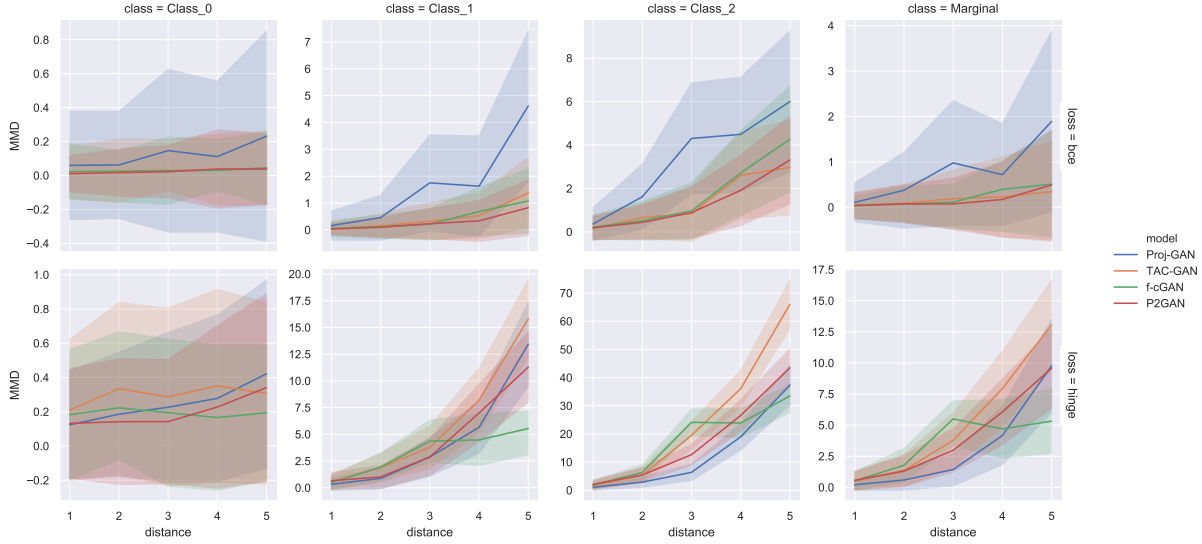 class = Class_0
class = Class_1
class = Class_2
class = Marginal
MMD
0.8
0.6
0.4
0.2
0.0
−0.2
−0.4
7
6
5
4
3
2
1
0
8
6
4
2
0
4
3
2
1
0
loss = bce
MMD
1.0
0.8
0.6
0.4
0.2
0.0
−0.2
20.0
17.5
15.0
12.5
10.0
7.5
5.0
2.5
0.0
70
60
50
40
30
20
10
0
17.5
15.0
12.5
10.0
7.5
5.0
2.5
0.0
loss = hinge
1 2 3 4 5
1 2 3 4 5
1 2 3 4 5
1 2 3 4 5
distance
distance
distance
distance
model
Proj-GAN
TAC-GAN
f-cGAN
P2GAN